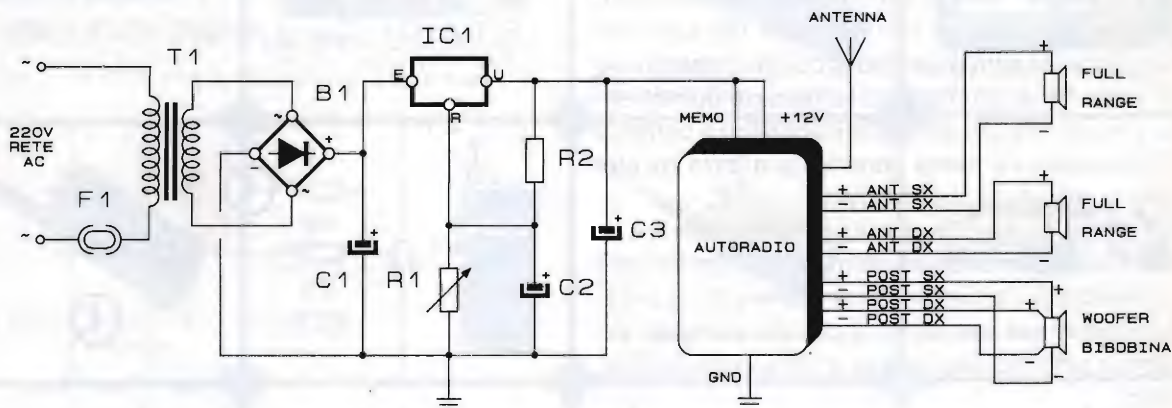 ANTENNA
IC1
T1
E
U
B1
R
~
220V
RETE
AC
~
F1
~
+
-
~
MEMO
+12V
R2
+
C1
R1
+
C2
+
C3
AUTORADIO
GND
+ ANT SX
- ANT SX
+ ANT DX
- ANT DX
+ POST SX
- POST SX
+ POST DX
- POST DX
+
FULL
RANGE
-
+
FULL
RANGE
-
+
+
WOOFER
BIBOBINA
-
-